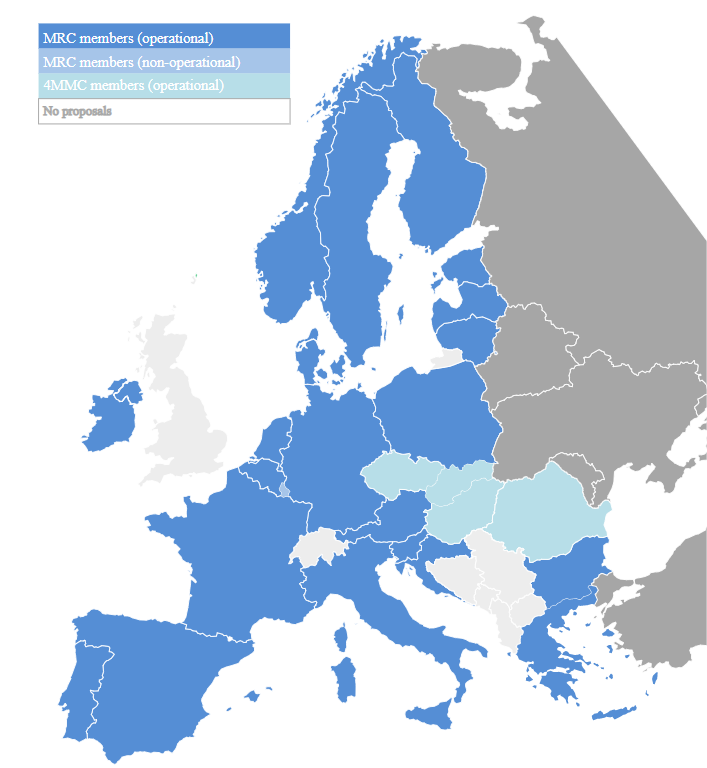 MRC members (operational)
MRC members (non-operational)
4MMC members (operational)
No proposals